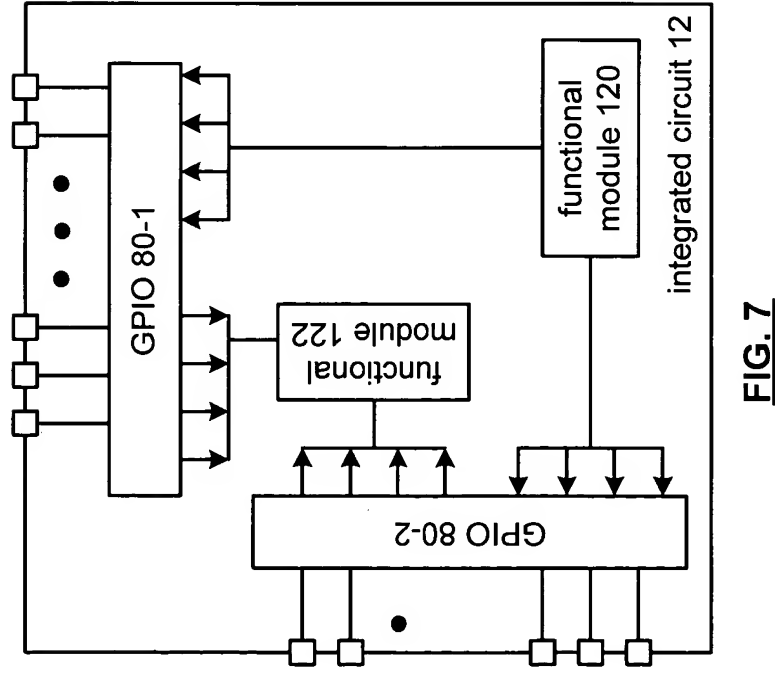 GPIO 80-1
functional
module 122
functional
module 120
GPIO 80-2
integrated circuit 12
FIG. 7